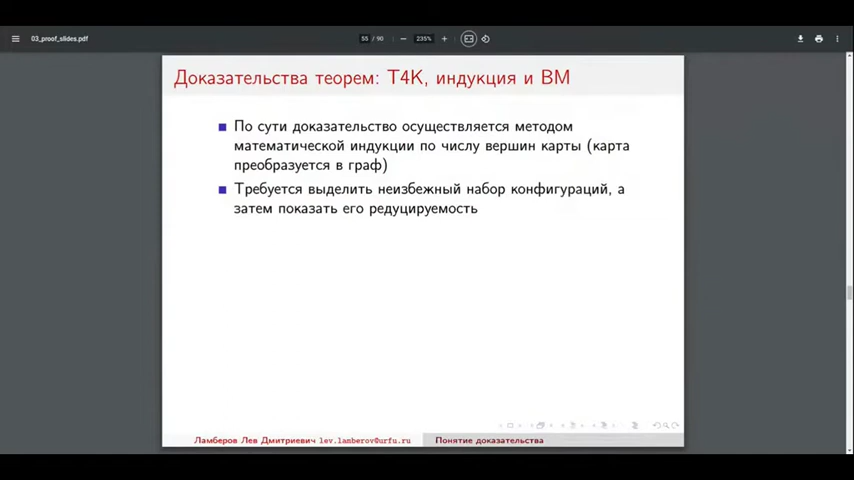 03_proof_slides.pdf
55 / 90
235%
Доказательства теорем: Т4К, индукция и ВМ
По сути доказательство осуществляется методом
математической индукции по числу вершин карты (карта
преобразуется в граф)
Требуется выделить неизбежный набор конфигураций, а
затем показать его редуцируемость
Ламберов Лев Дмитриевич lev.lamberov@urfu.ru
Понятие доказательства